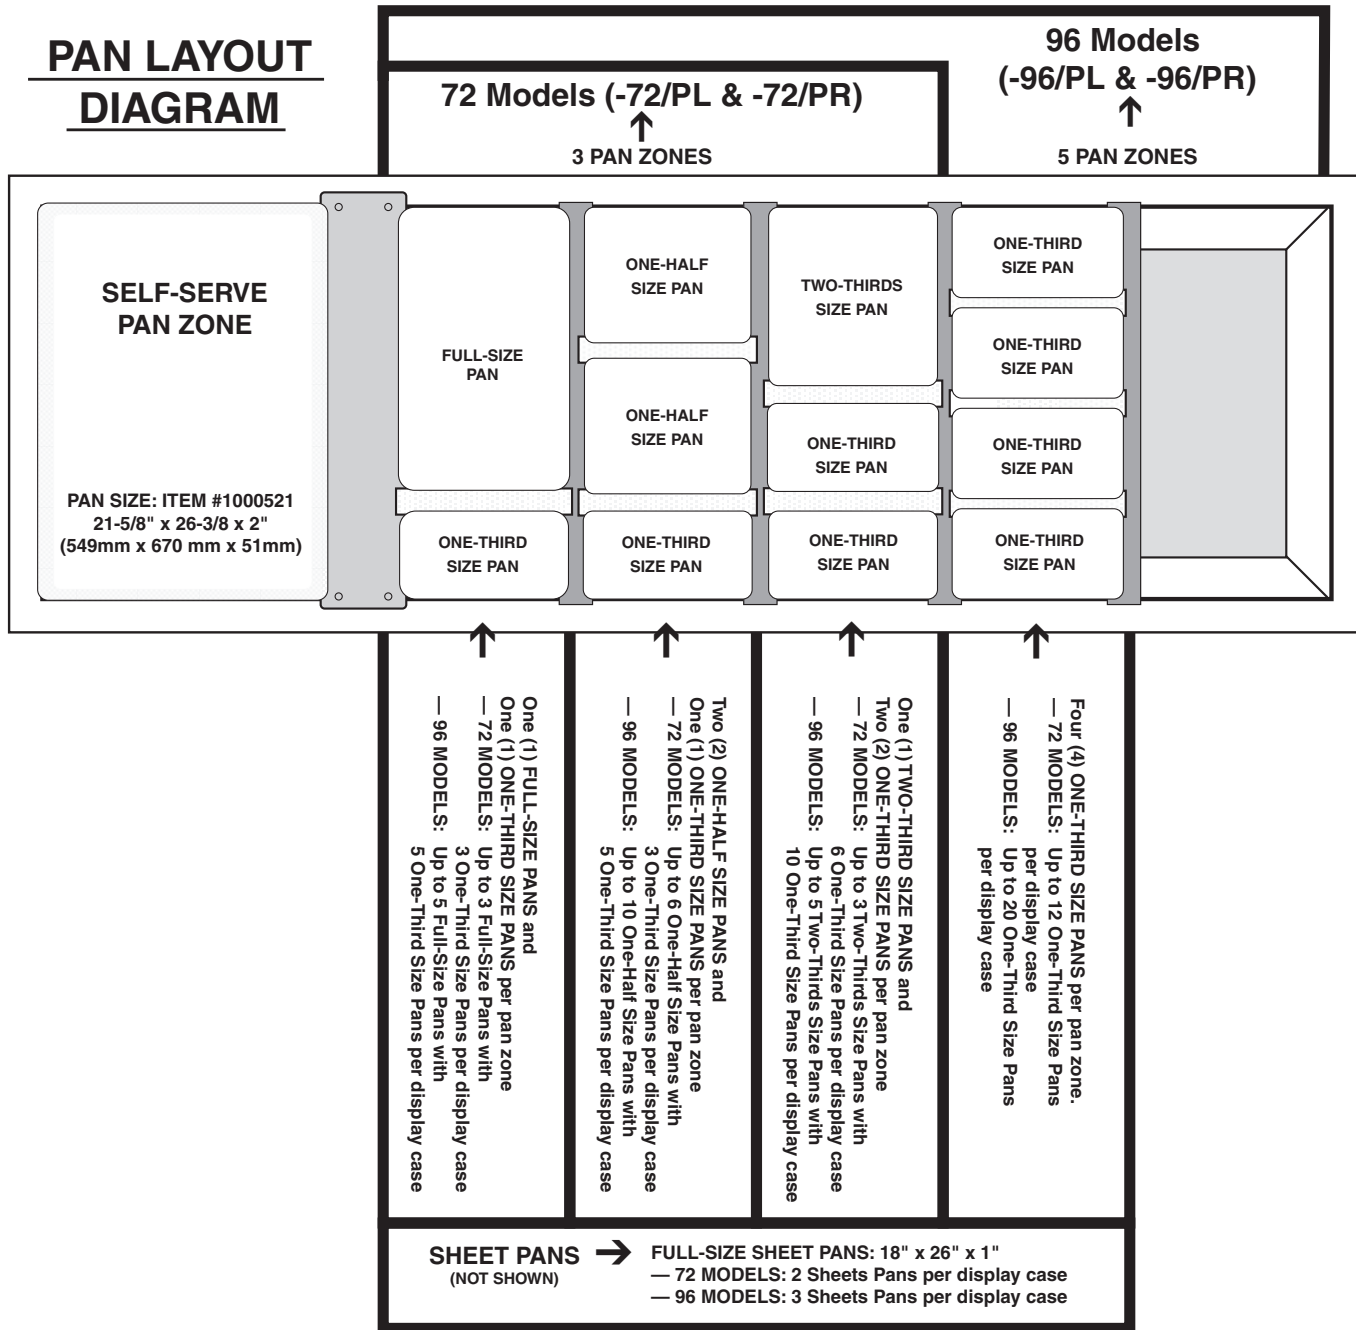 PAN LAYOUT
DIAGRAM
96 Models
(-96/PL & -96/PR)
72 Models (-72/PL & -72/PR)
3 PAN ZONES
5 PAN ZONES
SELF-SERVE
PAN ZONE
PAN SIZE: ITEM #1000521
21-5/8" x 26-3/8 x 2"
(549mm x 670 mm x 51mm)
FULL-SIZE
PAN
ONE-THIRD
SIZE PAN
ONE-HALF
SIZE PAN
ONE-HALF
SIZE PAN
ONE-THIRD
SIZE PAN
TWO-THIRDS
SIZE PAN
ONE-THIRD
SIZE PAN
ONE-THIRD
SIZE PAN
ONE-THIRD
SIZE PAN
ONE-THIRD
SIZE PAN
ONE-THIRD
SIZE PAN
ONE-THIRD
SIZE PAN
One (1) FULL-SIZE PANS and
One (1) ONE-THIRD SIZE PANS per pan zone
— 72 MODELS: Up to 3 Full-Size Pans with
3 One-Third Size Pans per display case
— 96 MODELS: Up to 5 Full-Size Pans with
5 One-Third Size Pans per display case
Two (2) ONE-HALF SIZE PANS and
One (1) ONE-THIRD SIZE PANS per pan zone
— 72 MODELS: Up to 6 One-Half Size Pans with
3 One-Third Size Pans per display case
— 96 MODELS: Up to 10 One-Half Size Pans with
5 One-Third Size Pans per display case
One (1) TWO-THIRD SIZE PANS and
Two (2) ONE-THIRD SIZE PANS per pan zone
— 72 MODELS: Up to 3 Two-Thirds Size Pans with
6 One-Third Size Pans per display case
— 96 MODELS: Up to 5 Two-Thirds Size Pans with
10 One-Third Size Pans per display case
Four (4) ONE-THIRD SIZE PANS per pan zone.
— 72 MODELS: Up to 12 One-Third Size Pans
per display case
— 96 MODELS: Up to 20 One-Third Size Pans
per display case
SHEET PANS
(NOT SHOWN)
FULL-SIZE SHEET PANS: 18" x 26" x 1"
— 72 MODELS: 2 Sheets Pans per display case
— 96 MODELS: 3 Sheets Pans per display case